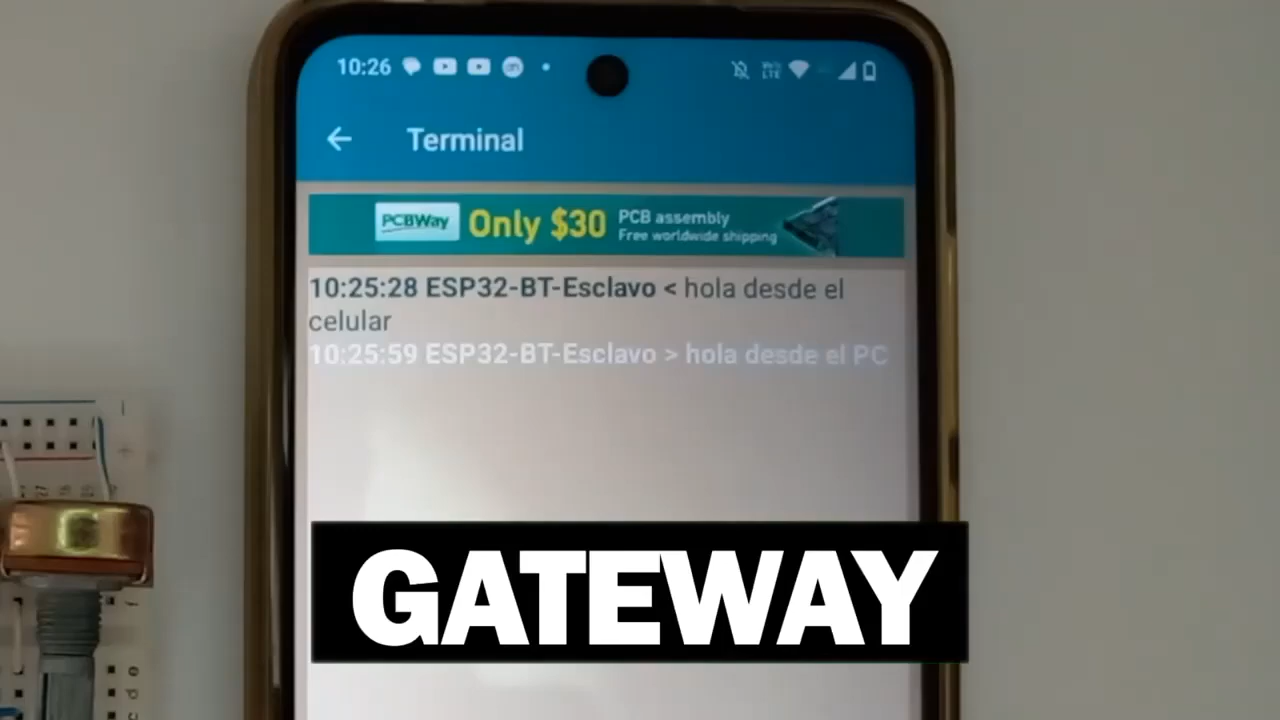 10:26
Terminal
PCBWay Only $30 PCB assembly
Free worldwide shipping
10:25:28 ESP32-BT-Esclavo < hola desde el
celular
10:25:59 ESP32-BT-Esclavo > hola desde el PC
GATEWAY